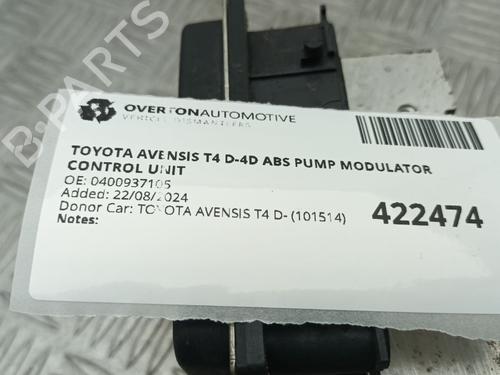 B-PARTS
OVERTONAUTOMOTIVE
VEHICLE DISMANTLERS
TOYOTA AVENSIS T4 D-4D ABS PUMP MODULATOR
CONTROL UNIT
OE: 0400937105
Added: 22/08/2024
Donor Car: TOYOTA AVENSIS T4 D- (101514)
Notes:
422474